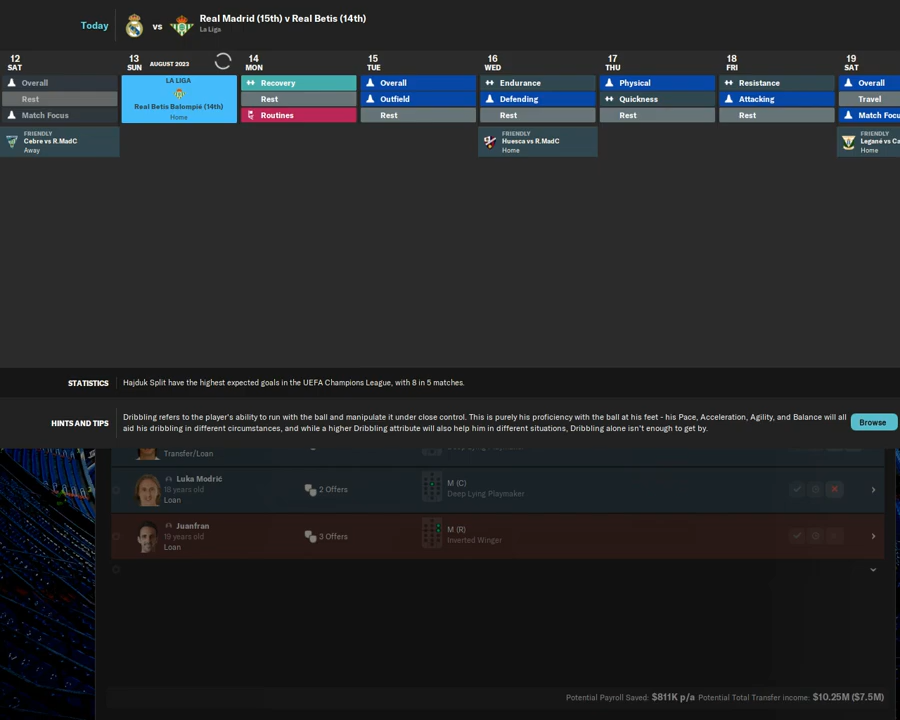 Today
vs
Real Madrid (15th) v Real Betis (14th)
La Liga
12
SAT
13
SUN
AUGUST 2023
14
MON
15
TUE
16
WED
17
THU
18
FRI
19
SAT
Overall
Rest
Match Focus
LA LIGA
Real Betis Balompié (14th)
Home
Recovery
Rest
Routines
Overall
Outfield
Rest
Endurance
Defending
Rest
Physical
Quickness
Rest
Resistance
Attacking
Rest
Overall
Travel
Match Focu
FRIENDLY
Cebre vs R.MadC
Away
FRIENDLY
Huesca vs R.MadC
Home
FRIENDLY
Legané vs Ca
Home
STATISTICS
Hajduk Split have the highest expected goals in the UEFA Champions League, with 8 in 5 matches.
HINTS AND TIPS
Dribbling refers to the player's ability to run with the ball and manipulate it under close control. This is purely his proficiency with the ball at his feet - his Pace, Acceleration, Agility, and Balance will all
aid his dribbling in different circumstances, and while a higher Dribbling attribute will also help him in different situations, Dribbling alone isn't enough to get by.
Browse
Transfer/Loan
Luka Modrić
18 years old
Loan
2 Offers
M (C)
Deep Lying Playmaker
Juanfran
19 years old
Loan
3 Offers
M (R)
Inverted Winger
Potential Payroll Saved: $811K p/a Potential Total Transfer income: $10.25M ($7.5M)